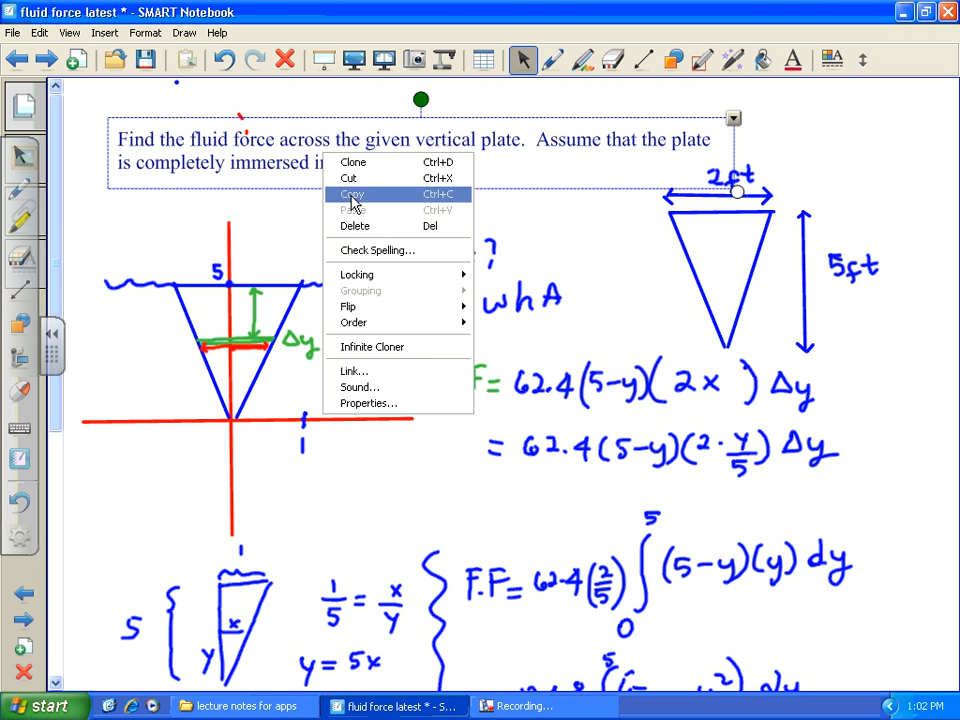 fluid force latest * - SMART Notebook
File Edit View Insert Format Draw Help
Find the fluid force across the given vertical plate. Assume that the plate
is completely immersed i
Clone Ctrl+D
Cut Ctrl+X
Copy Ctrl+C
Paste Ctrl+V
Delete Del
Check Spelling...
Locking
Grouping
Flip
Order
Infinite Cloner
Link...
Sound...
Properties...
2ft
5ft
5
Δy
1
?
whA
F= 62.4(5-y)(2x ) Δy
= 62.4(5-y)(2·y/5) Δy
1
5
x
y
1/5 = x/y
y = 5x
F.F= 62.4(2/5) ∫ 5 0 (5-y)(y) dy
5
y²) dy
start
lecture notes for apps
fluid force latest * - S...
Recording...
1:02 PM